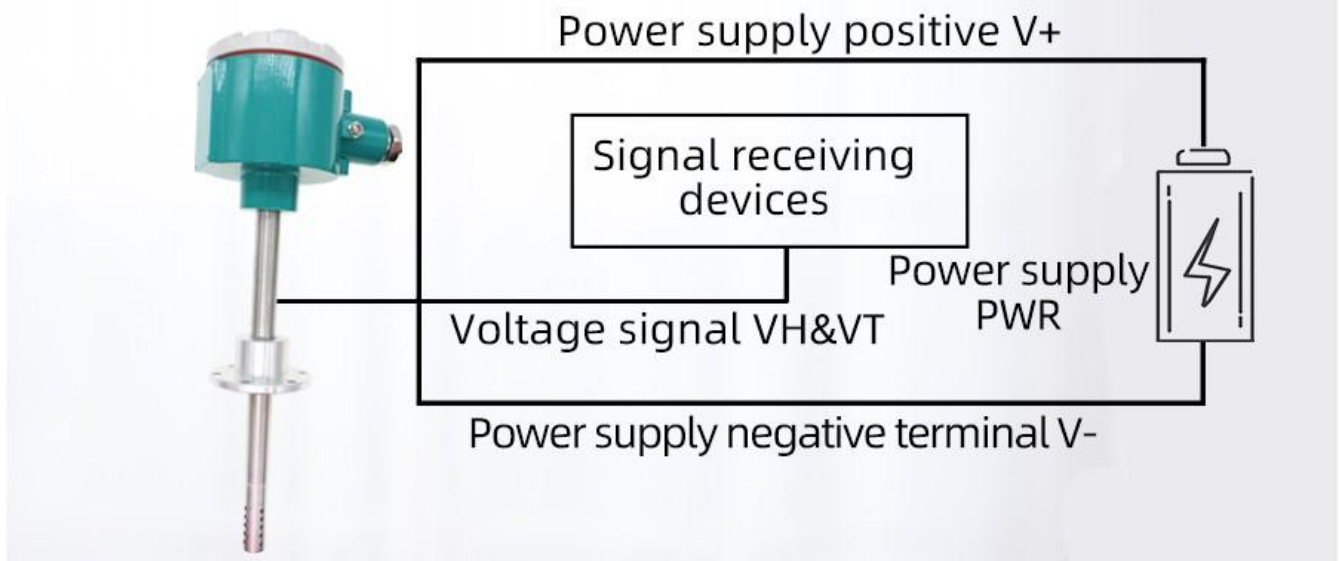 Power supply positive V+
Signal receiving
devices
Power supply
PWR
Voltage signal VH&VT
Power supply negative terminal V-